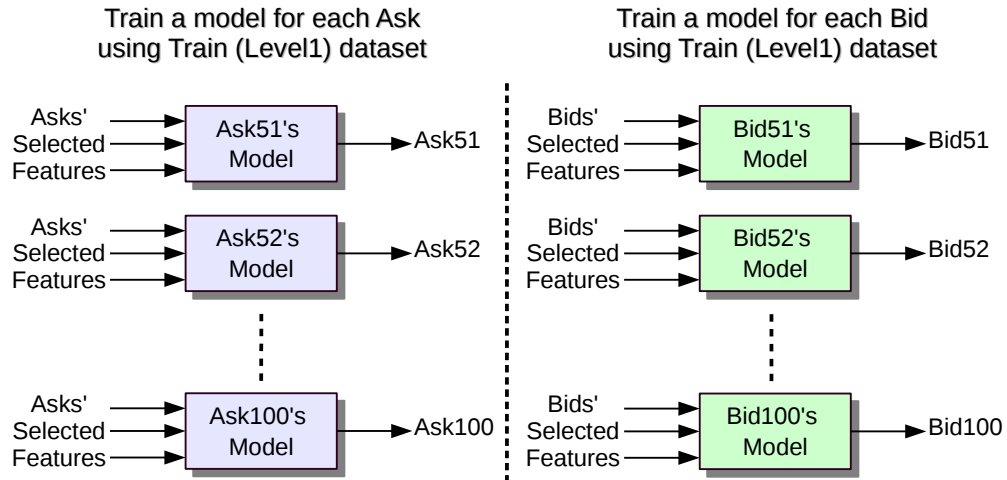 Train a model for each Ask
using Train (Level1) dataset
Asks'
Selected
Features
Ask51's
Model
Ask51
Asks'
Selected
Features
Ask52's
Model
Ask52
Asks'
Selected
Features
Ask100's
Model
Ask100
Train a model for each Bid
using Train (Level1) dataset
Bids'
Selected
Features
Bid51's
Model
Bid51
Bids'
Selected
Features
Bid52's
Model
Bid52
Bids'
Selected
Features
Bid100's
Model
Bid100